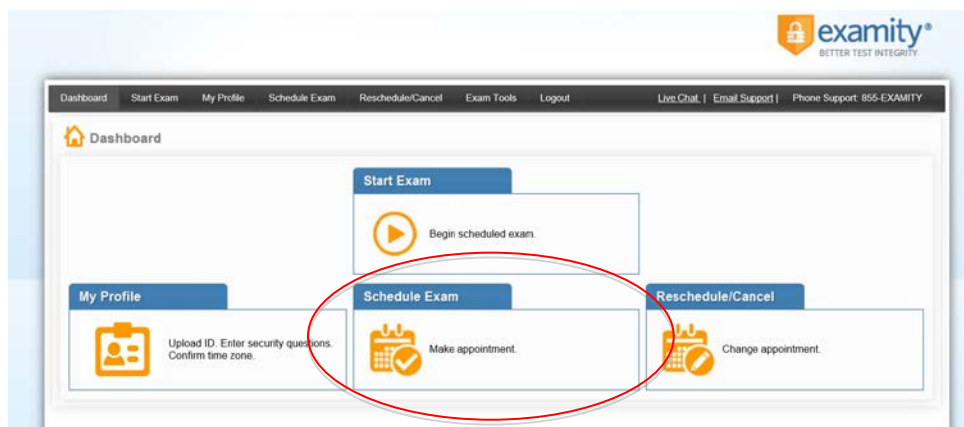 examity®
BETTER TEST INTEGRITY
Dashboard Start Exam My Profile Schedule Exam Reschedule/Cancel Exam Tools Logout Live Chat | Email Support | Phone Support: 855-EXAMITY
Dashboard
Start Exam
Begin scheduled exam.
My Profile
Upload ID. Enter security questions.
Confirm time zone.
Schedule Exam
Make appointment.
Reschedule/Cancel
Change appointment.